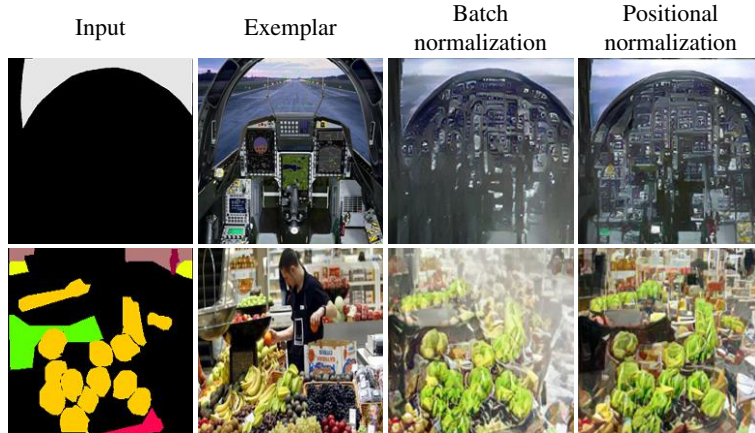 Input
Exemplar
Batch
normalization
Positional
normalization